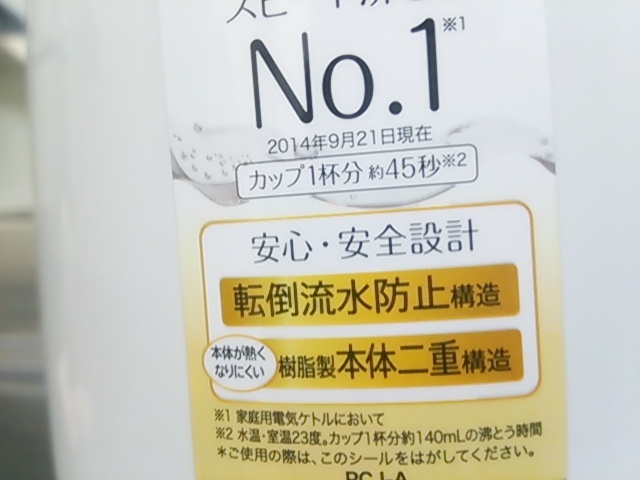 スピード沸
No.1※1
2014年9月21日現在
カップ1杯分 約45秒※2
安心・安全設計
転倒流水防止構造
本体が熱く
なりにくい
樹脂製本体二重構造
※1 家庭用電気ケトルにおいて
※2 水温・室温23度。カップ1杯分約140mLの沸とう時間
*ご使用の際は、このシールをはがしてください。